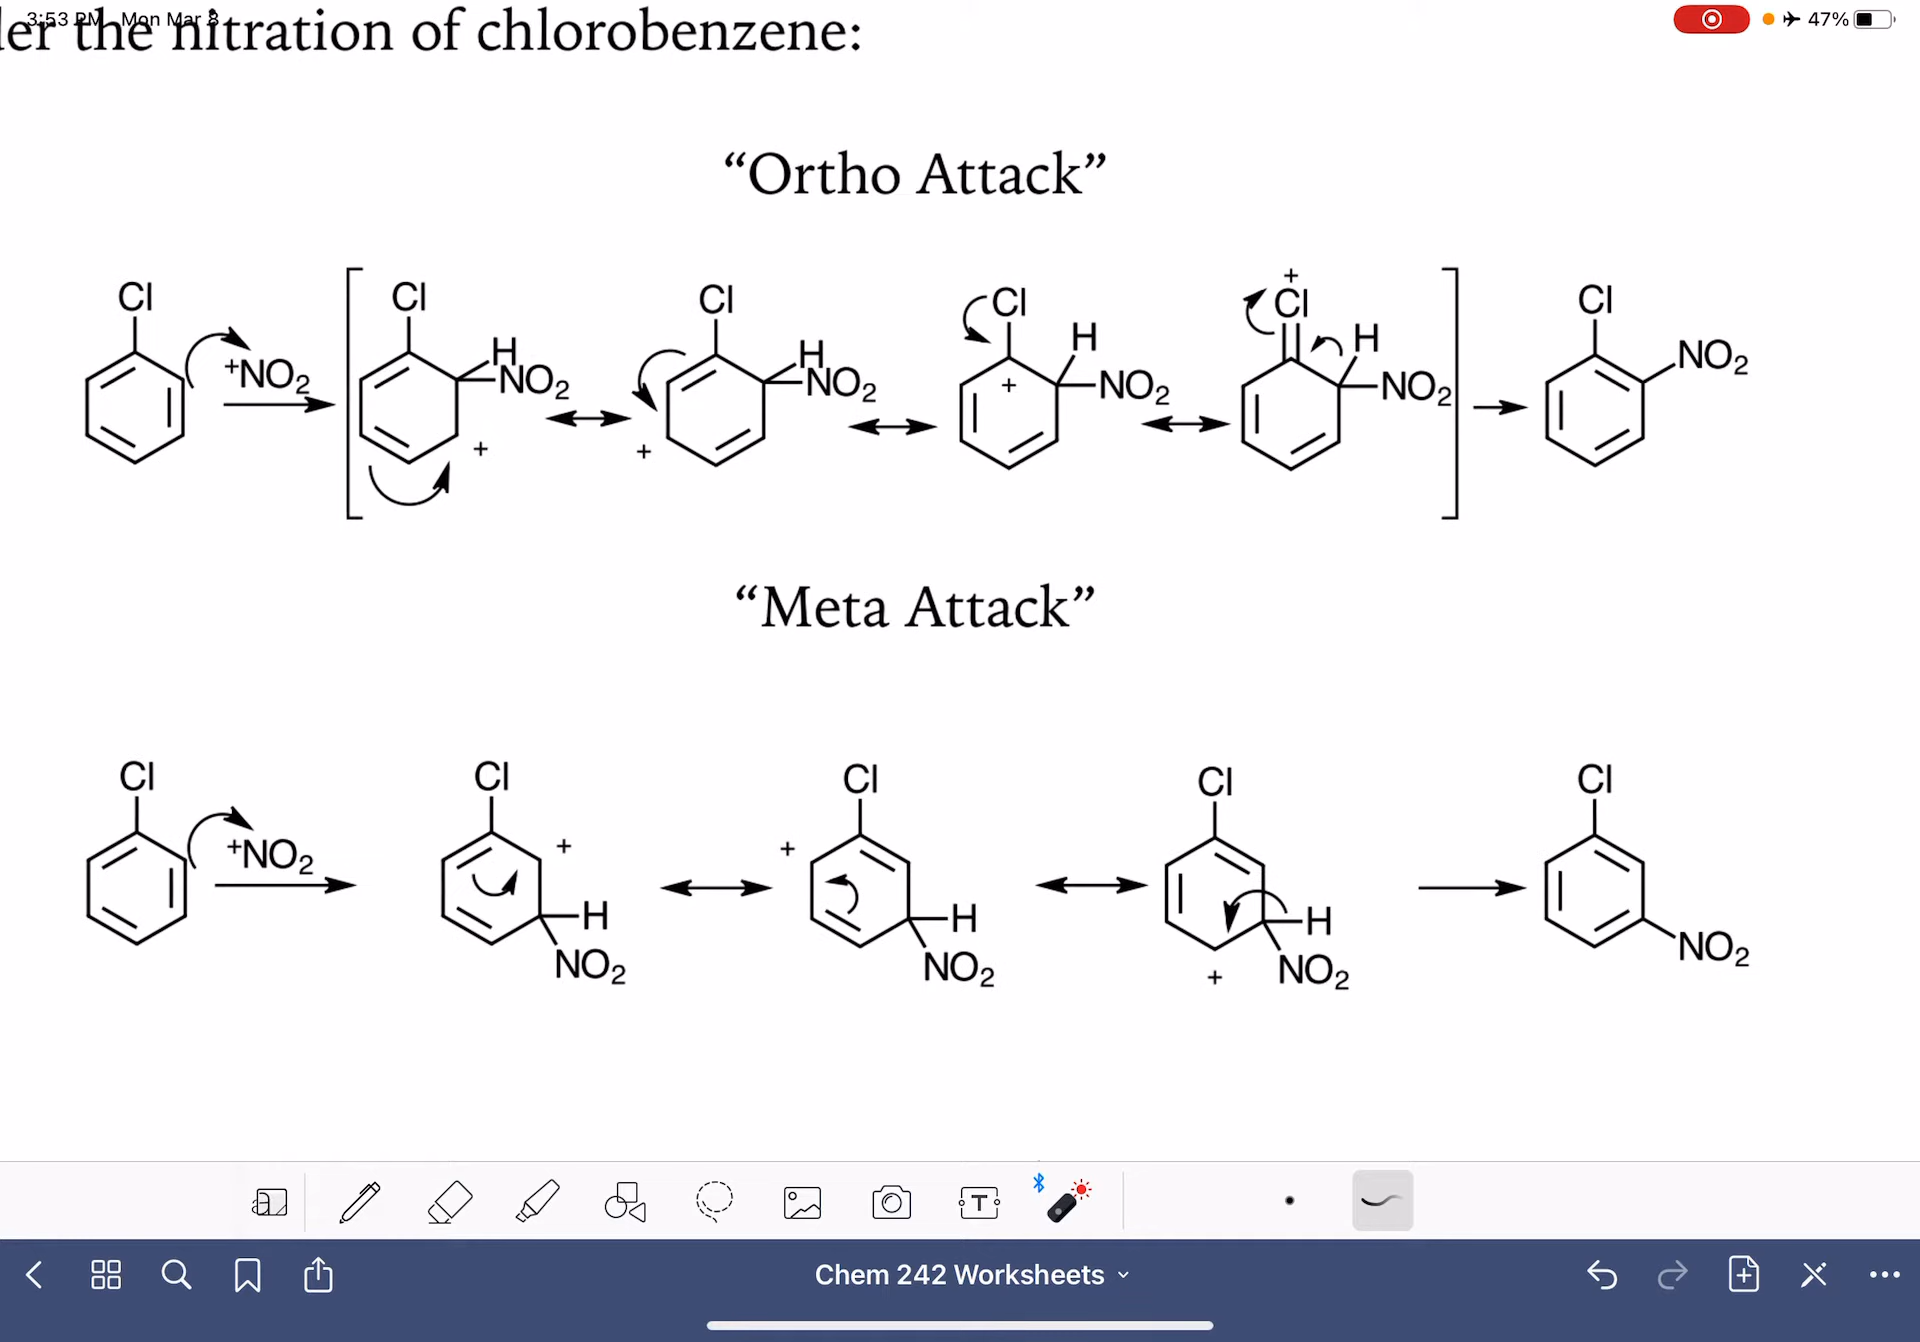 3:53 PM Mon Mar 8
47%
ler the nitration of chlorobenzene:
“Ortho Attack”
Cl Cl Cl Cl +Cl Cl
+NO2 H NO2 + H NO2 + H + NO2 H NO2 NO2
“Meta Attack”
Cl Cl Cl Cl Cl
+NO2 + H NO2 + H NO2 H + NO2 NO2
a T
Chem 242 Worksheets